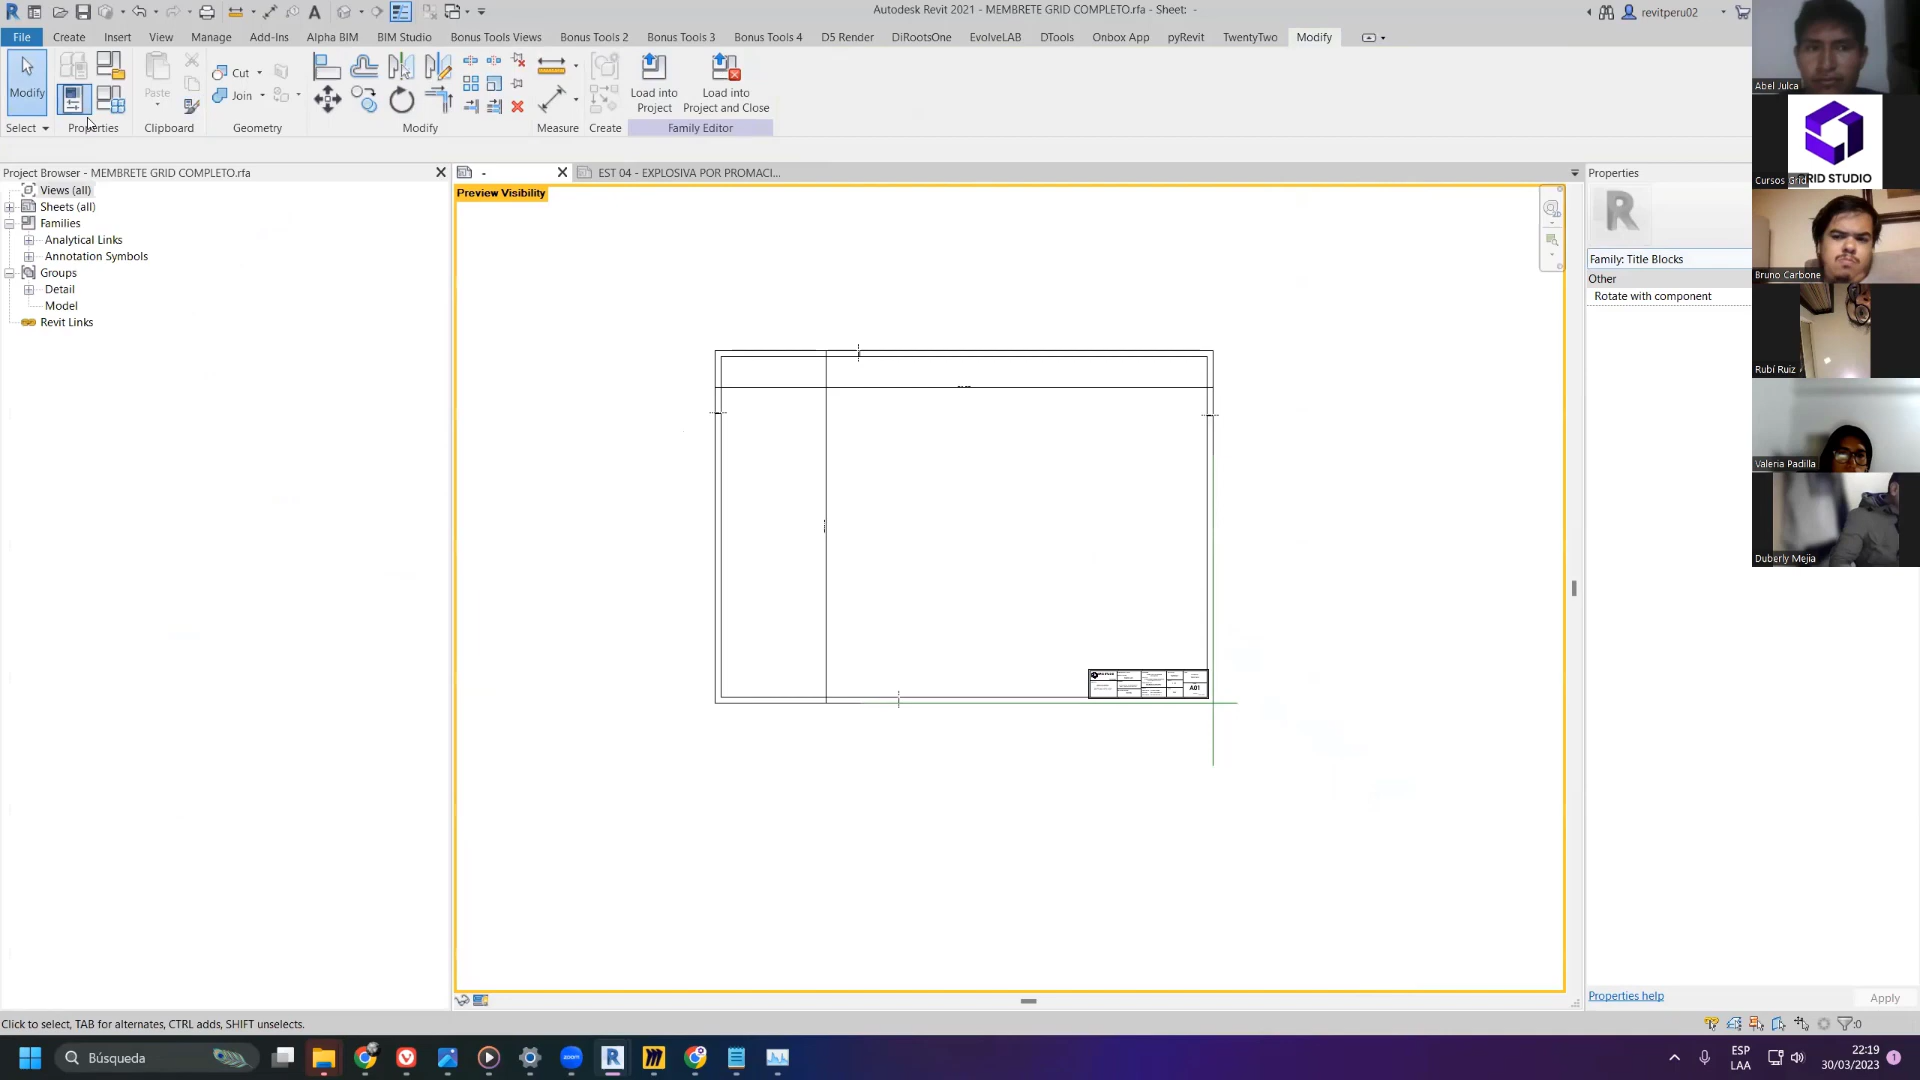 Autodesk Revit 2021 - MEMBRETE GRID COMPLETO.rfa - Sheet: -
revitperu02
File Create Insert View Manage Add-Ins Alpha BIM BIM Studio Bonus Tools Views Bonus Tools 2 Bonus Tools 3 Bonus Tools 4 D5 Render DiRootsOne EvolveLAB DTools Onbox App pyRevit TwentyTwo Modify
Modify
Paste
Cut
Join
Load into
Project
Load into
Project and Close
Select
Properties
Clipboard
Geometry
Modify
Measure
Create
Family Editor
Project Browser - MEMBRETE GRID COMPLETO.rfa
Views (all)
Sheets (all)
Families
Analytical Links
Annotation Symbols
Groups
Detail
Model
Revit Links
-
EST 04 - EXPLOSIVA POR PROMACI...
Preview Visibility
A01
Properties
Family: Title Blocks
Other
Rotate with component
Properties help
Apply
Abel Julca
GRID STUDIO
Cursos Grid
Bruno Carbone
Rubí Ruiz
Valeria Padilla
Duberly Mejia
Click to select, TAB for alternates, CTRL adds, SHIFT unselects.
:0
Búsqueda
zoom
ESP
LAA
22:19
30/03/2023
1